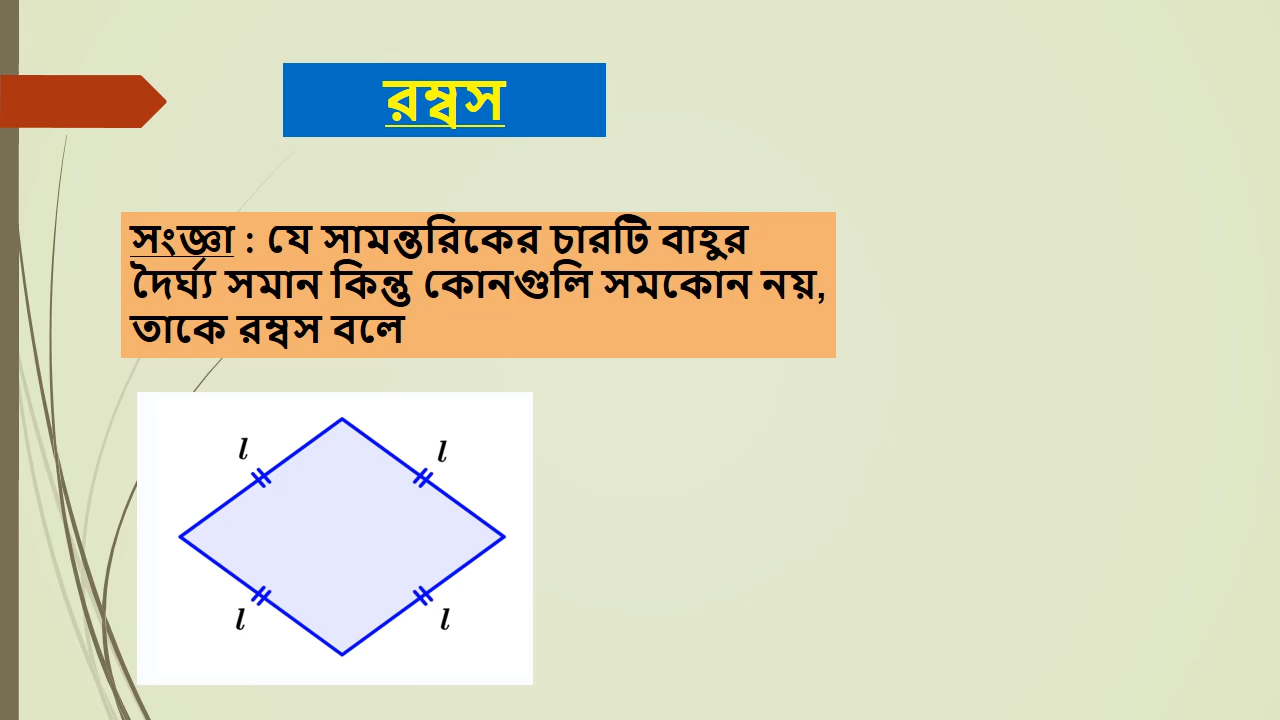 রম্বস
সংজ্ঞা : যে সামন্তরিকের চারটি বাহুর
দৈর্ঘ্য সমান কিন্তু কোনগুলি সমকোন নয়,
তাকে রম্বস বলে
l
l
l
l